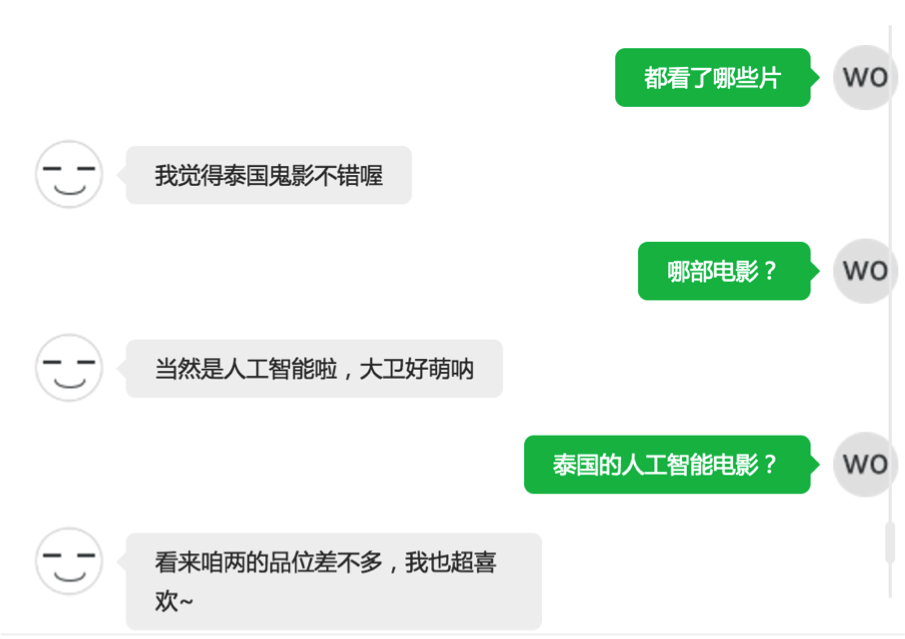 都看了哪些片
WO
我觉得泰国鬼影不错喔
哪部电影？
WO
当然是人工智能啦，大卫好萌呐
泰国的人工智能电影？
WO
看来咱两的品位差不多，我也超喜
欢~